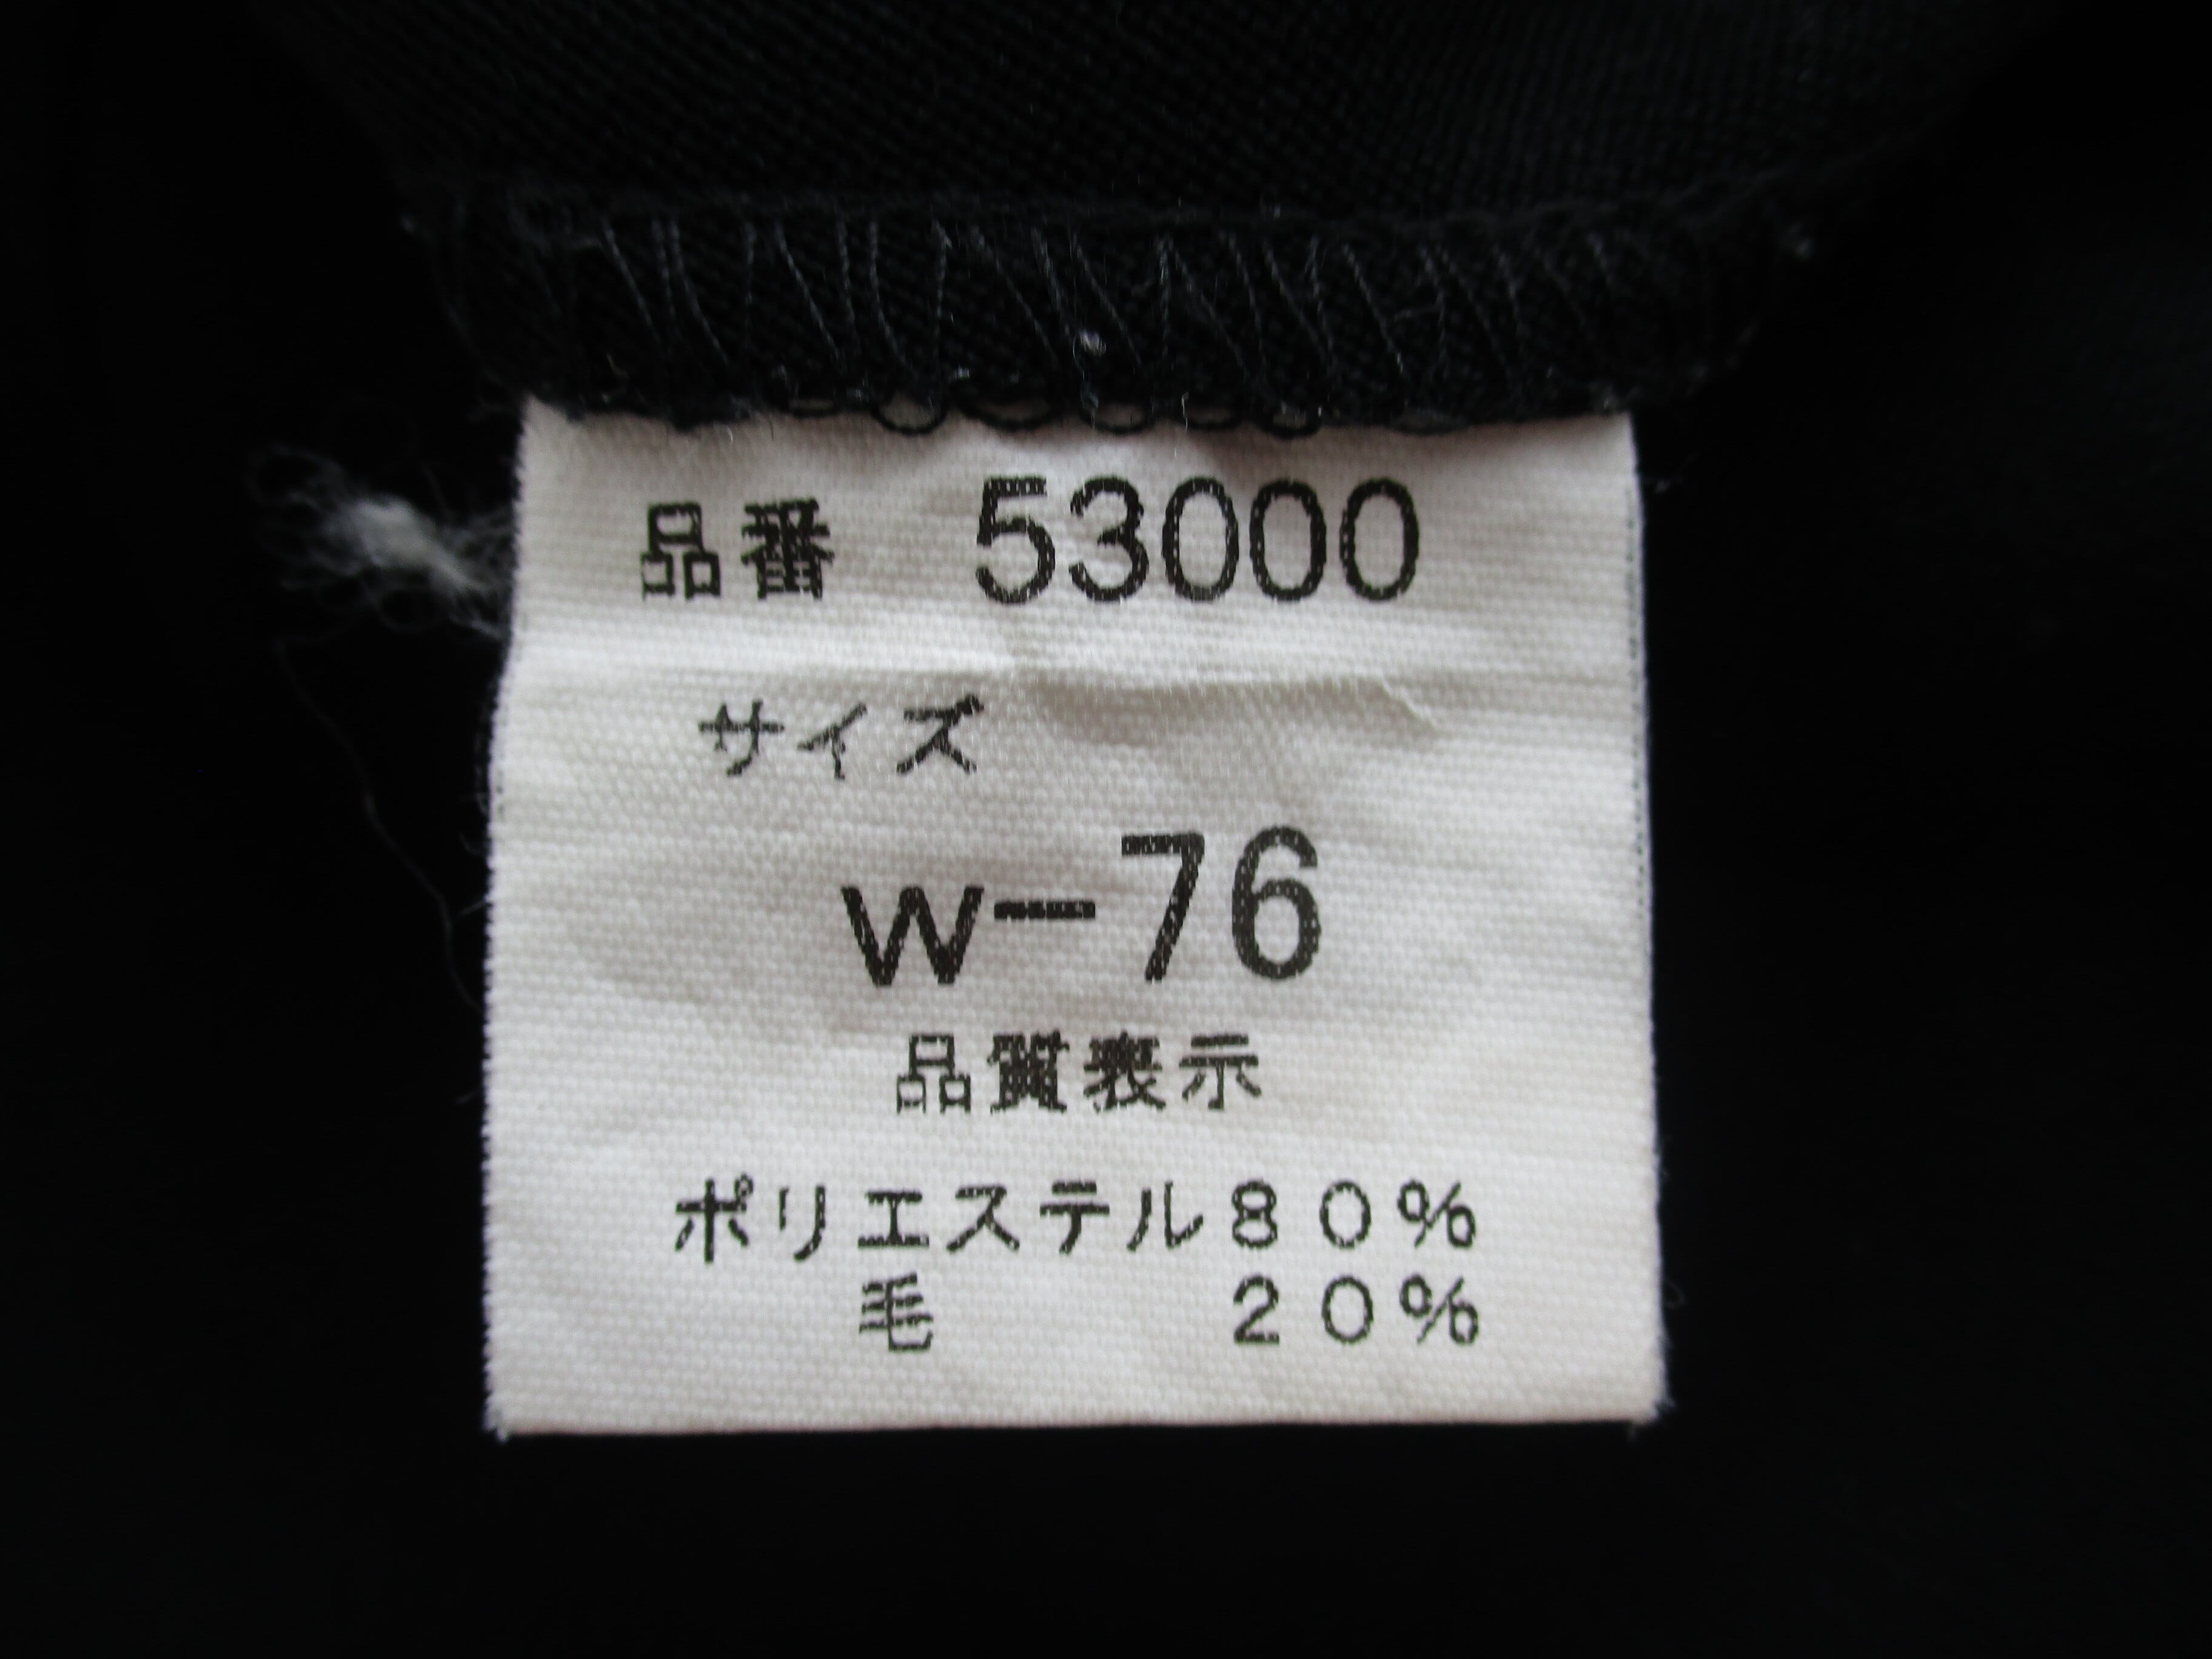 品番 53000
サイズ
W-76
品質表示
ポリエステル80%
毛 20%